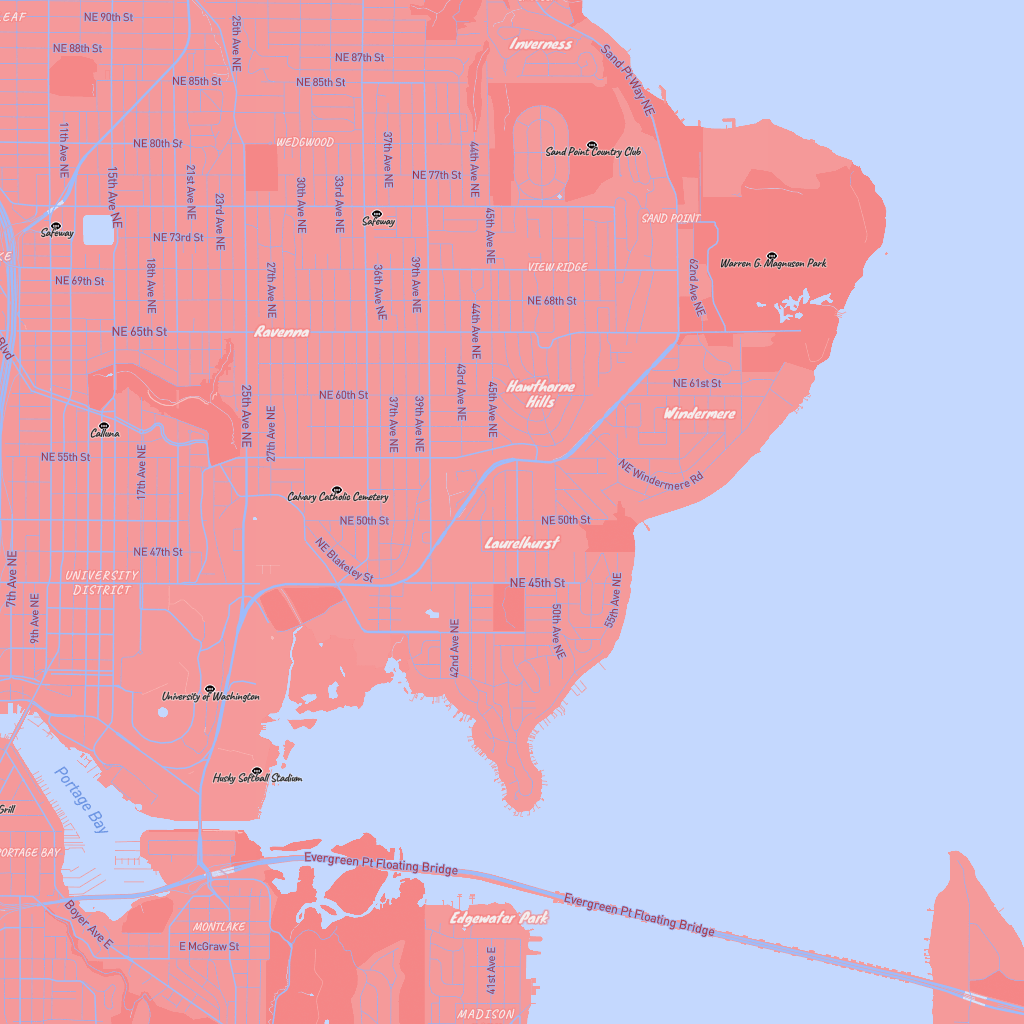 LEAF
NE 90th St
25th Ave NE
Inverness
NE 88th St
NE 87th St
Sand Pt Way NE
NE 85th St
NE 85th St
11th Ave NE
NE 80th St
WEDGWOOD
37th Ave NE
44th Ave NE
Sand Point Country Club
15th Ave NE
21st Ave NE
30th Ave NE
33rd Ave NE
NE 77th St
23rd Ave NE
Safeway
Safeway
45th Ave NE
SAND POINT
NE 73rd St
KE
Warren G. Magnuson Park
VIEW RIDGE
18th Ave NE
NE 69th St
27th Ave NE
36th Ave NE
39th Ave NE
62nd Ave NE
NE 68th St
NE 65th St
Ravenna
44th Ave NE
Blvd
43rd Ave NE
45th Ave NE
Hawthorne
Hills
NE 61st St
NE 60th St
Windermere
25th Ave NE
27th Ave NE
37th Ave NE
39th Ave NE
Calluna
NE 55th St
17th Ave NE
NE Windermere Rd
Calvary Catholic Cemetery
NE 50th St
NE 50th St
Laurelhurst
NE 47th St
NE Blakeley St
7th Ave NE
UNIVERSITY
DISTRICT
NE 45th St
9th Ave NE
55th Ave NE
50th Ave NE
42nd Ave NE
University of Washington
Husky Softball Stadium
Portage Bay
Grill
PORTAGE BAY
Evergreen Pt Floating Bridge
Evergreen Pt Floating Bridge
Boyer Ave E
MONTLAKE
Edgewater Park
E McGraw St
41st Ave E
MADISON